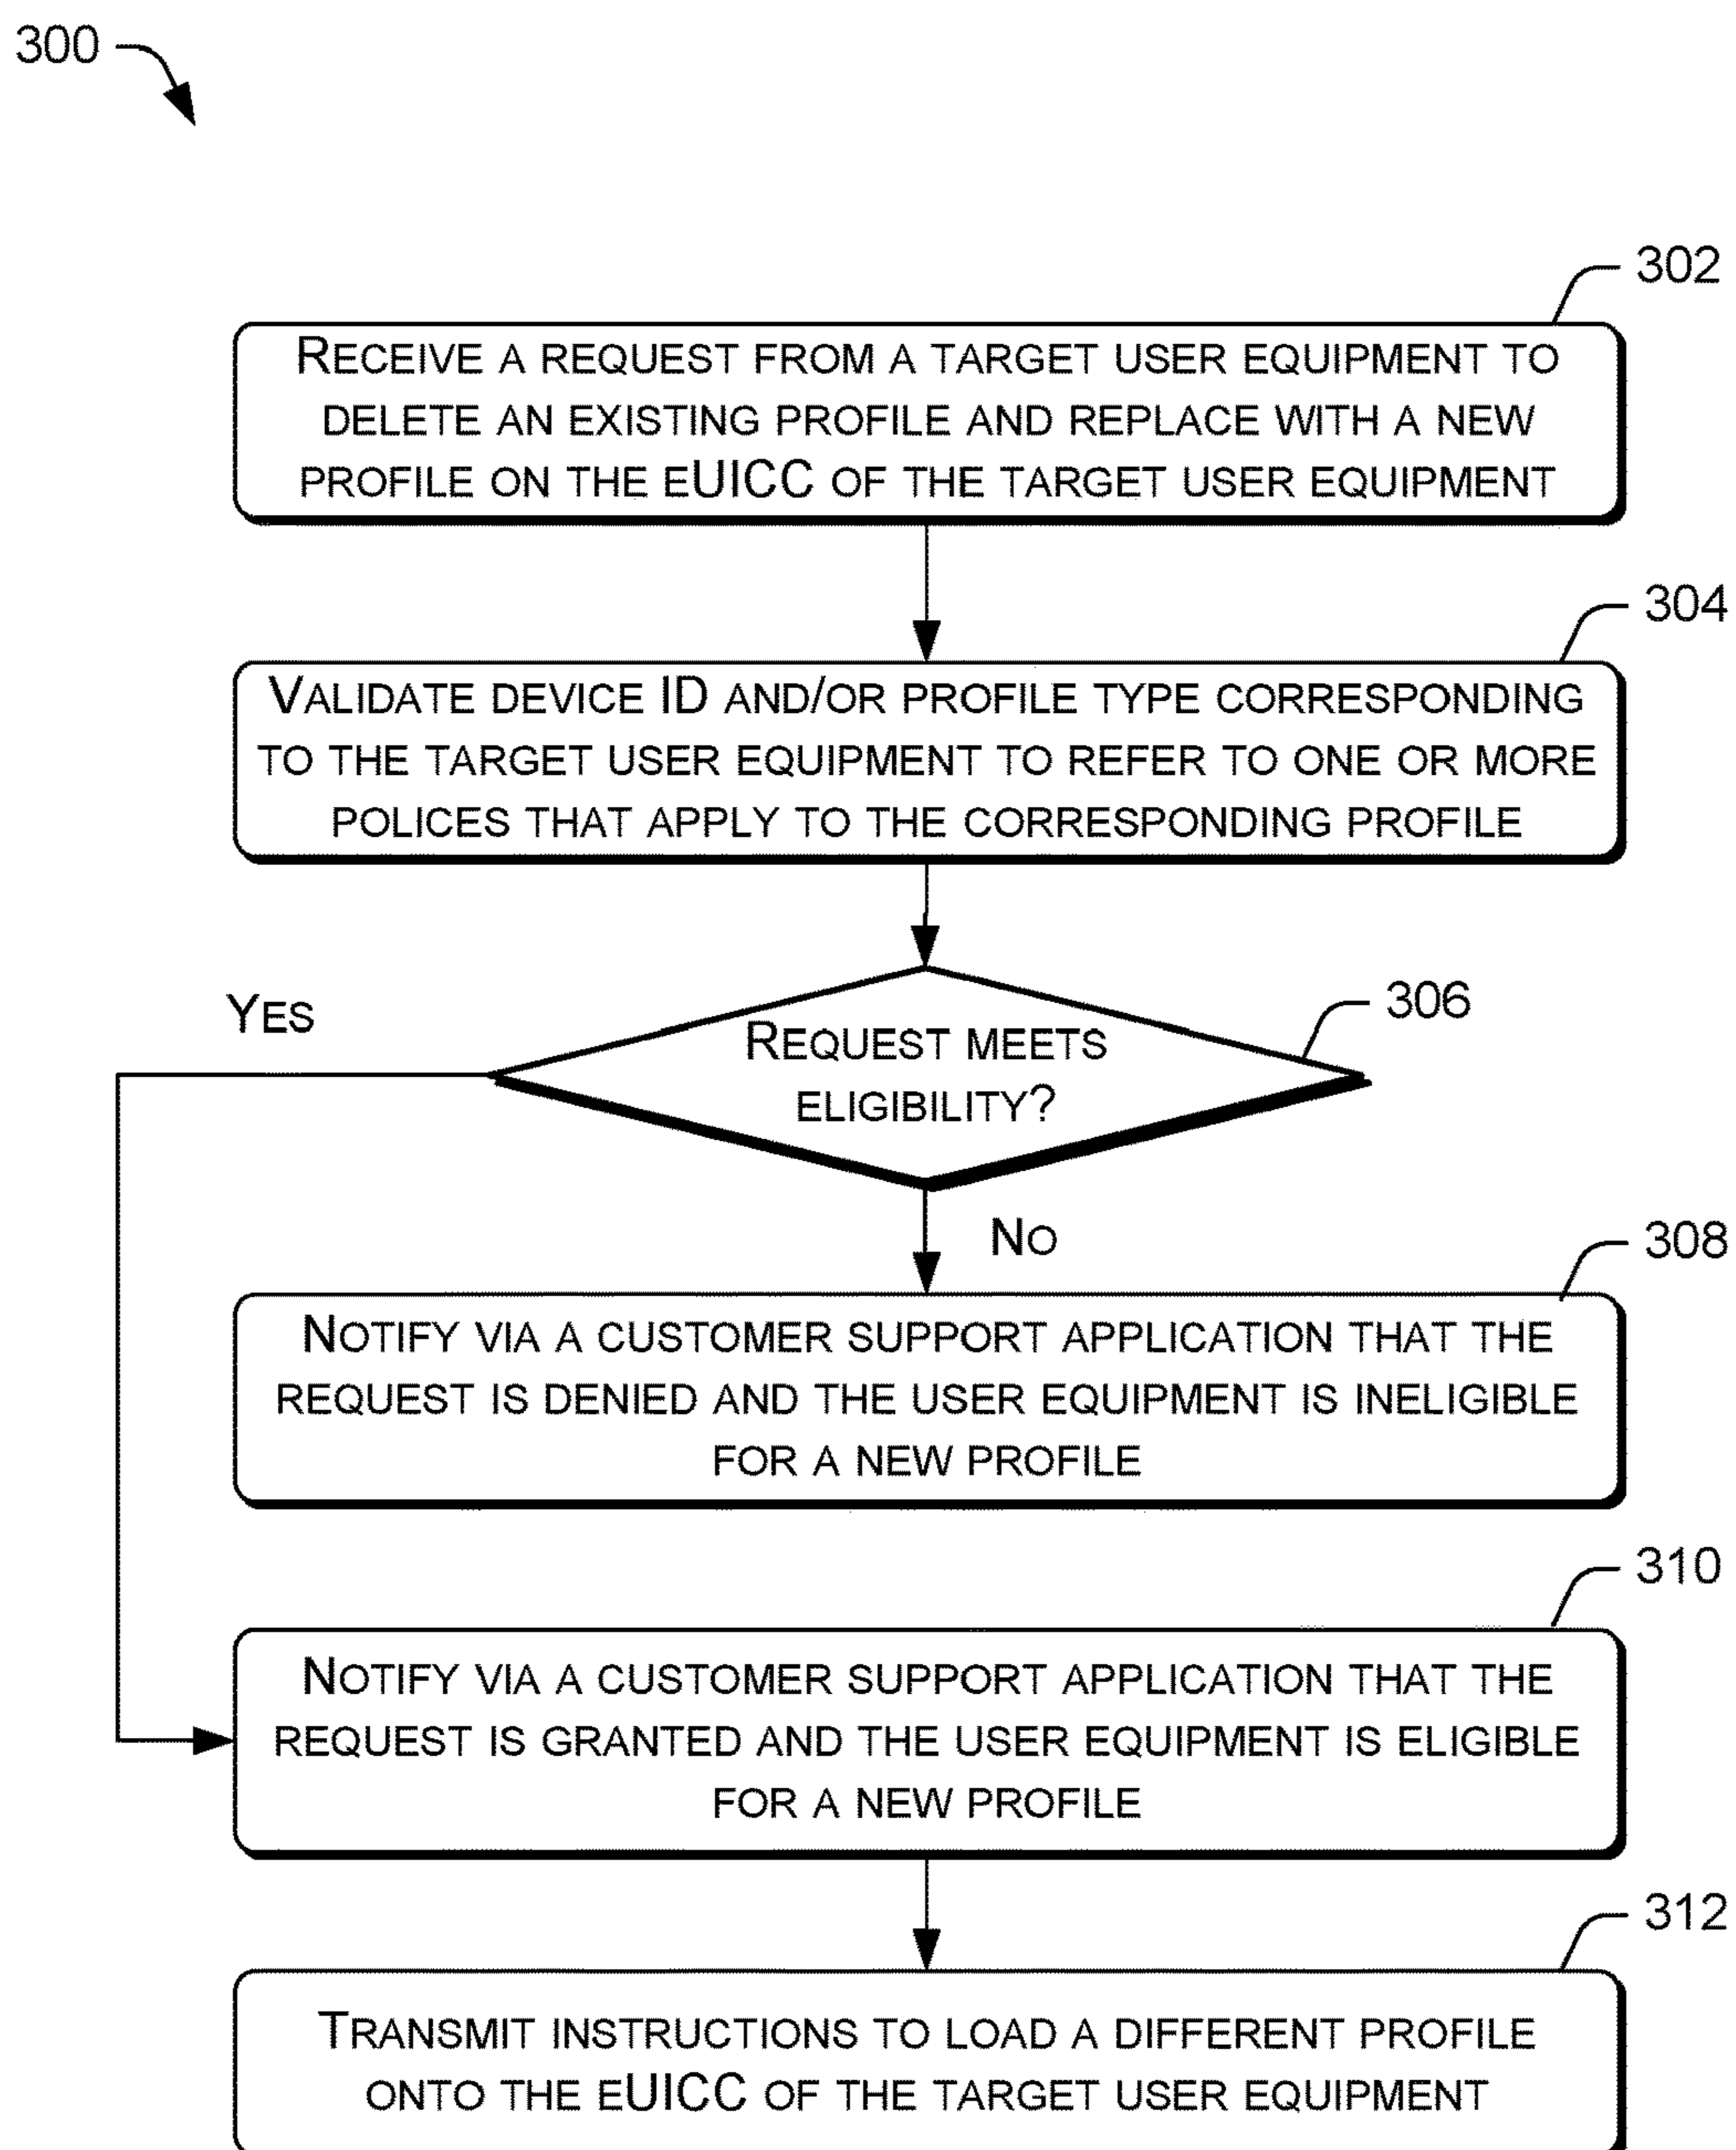 300
302
RECEIVE A REQUEST FROM A TARGET USER EQUIPMENT TO
DELETE AN EXISTING PROFILE AND REPLACE WITH A NEW
PROFILE ON THE EUICC OF THE TARGET USER EQUIPMENT
304
VALIDATE DEVICE ID AND/OR PROFILE TYPE CORRESPONDING
TO THE TARGET USER EQUIPMENT TO REFER TO ONE OR MORE
POLICES THAT APPLY TO THE CORRESPONDING PROFILE
306
YES
REQUEST MEETS
ELIGIBILITY?
NO
308
NOTIFY VIA A CUSTOMER SUPPORT APPLICATION THAT THE
REQUEST IS DENIED AND THE USER EQUIPMENT IS INELIGIBLE
FOR A NEW PROFILE
310
NOTIFY VIA A CUSTOMER SUPPORT APPLICATION THAT THE
REQUEST IS GRANTED AND THE USER EQUIPMENT IS ELIGIBLE
FOR A NEW PROFILE
312
TRANSMIT INSTRUCTIONS TO LOAD A DIFFERENT PROFILE
ONTO THE EUICC OF THE TARGET USER EQUIPMENT